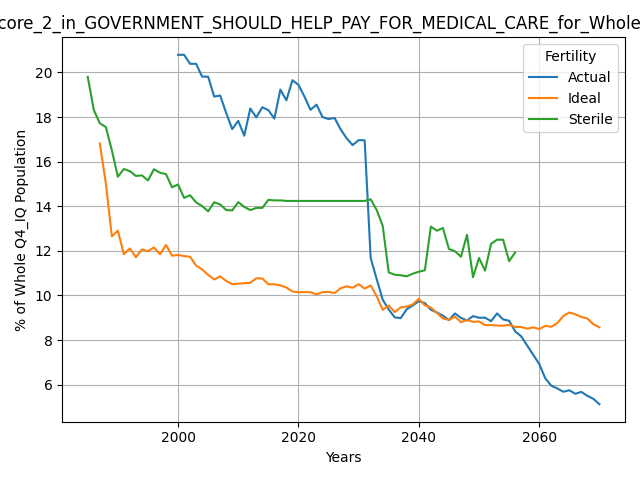 core_2_in_GOVERNMENT_SHOULD_HELP_PAY_FOR_MEDICAL_CARE_for_Whole
Fertility
Actual
Ideal
Sterile
% of Whole Q4_IQ Population
20
18
16
14
12
10
8
6
2000
2020
2040
2060
Years